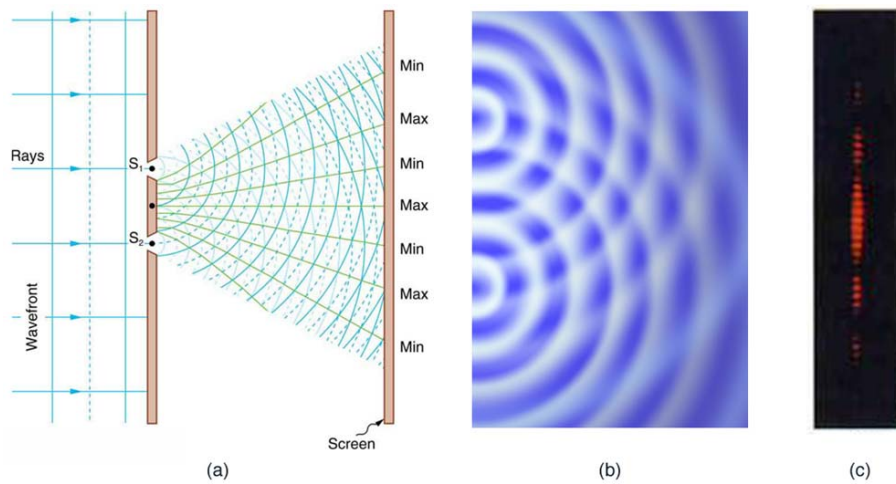 Rays
Wavefront
S₁
S₂
Min
Max
Min
Max
Min
Max
Min
Screen
(a)
(b)
(c)